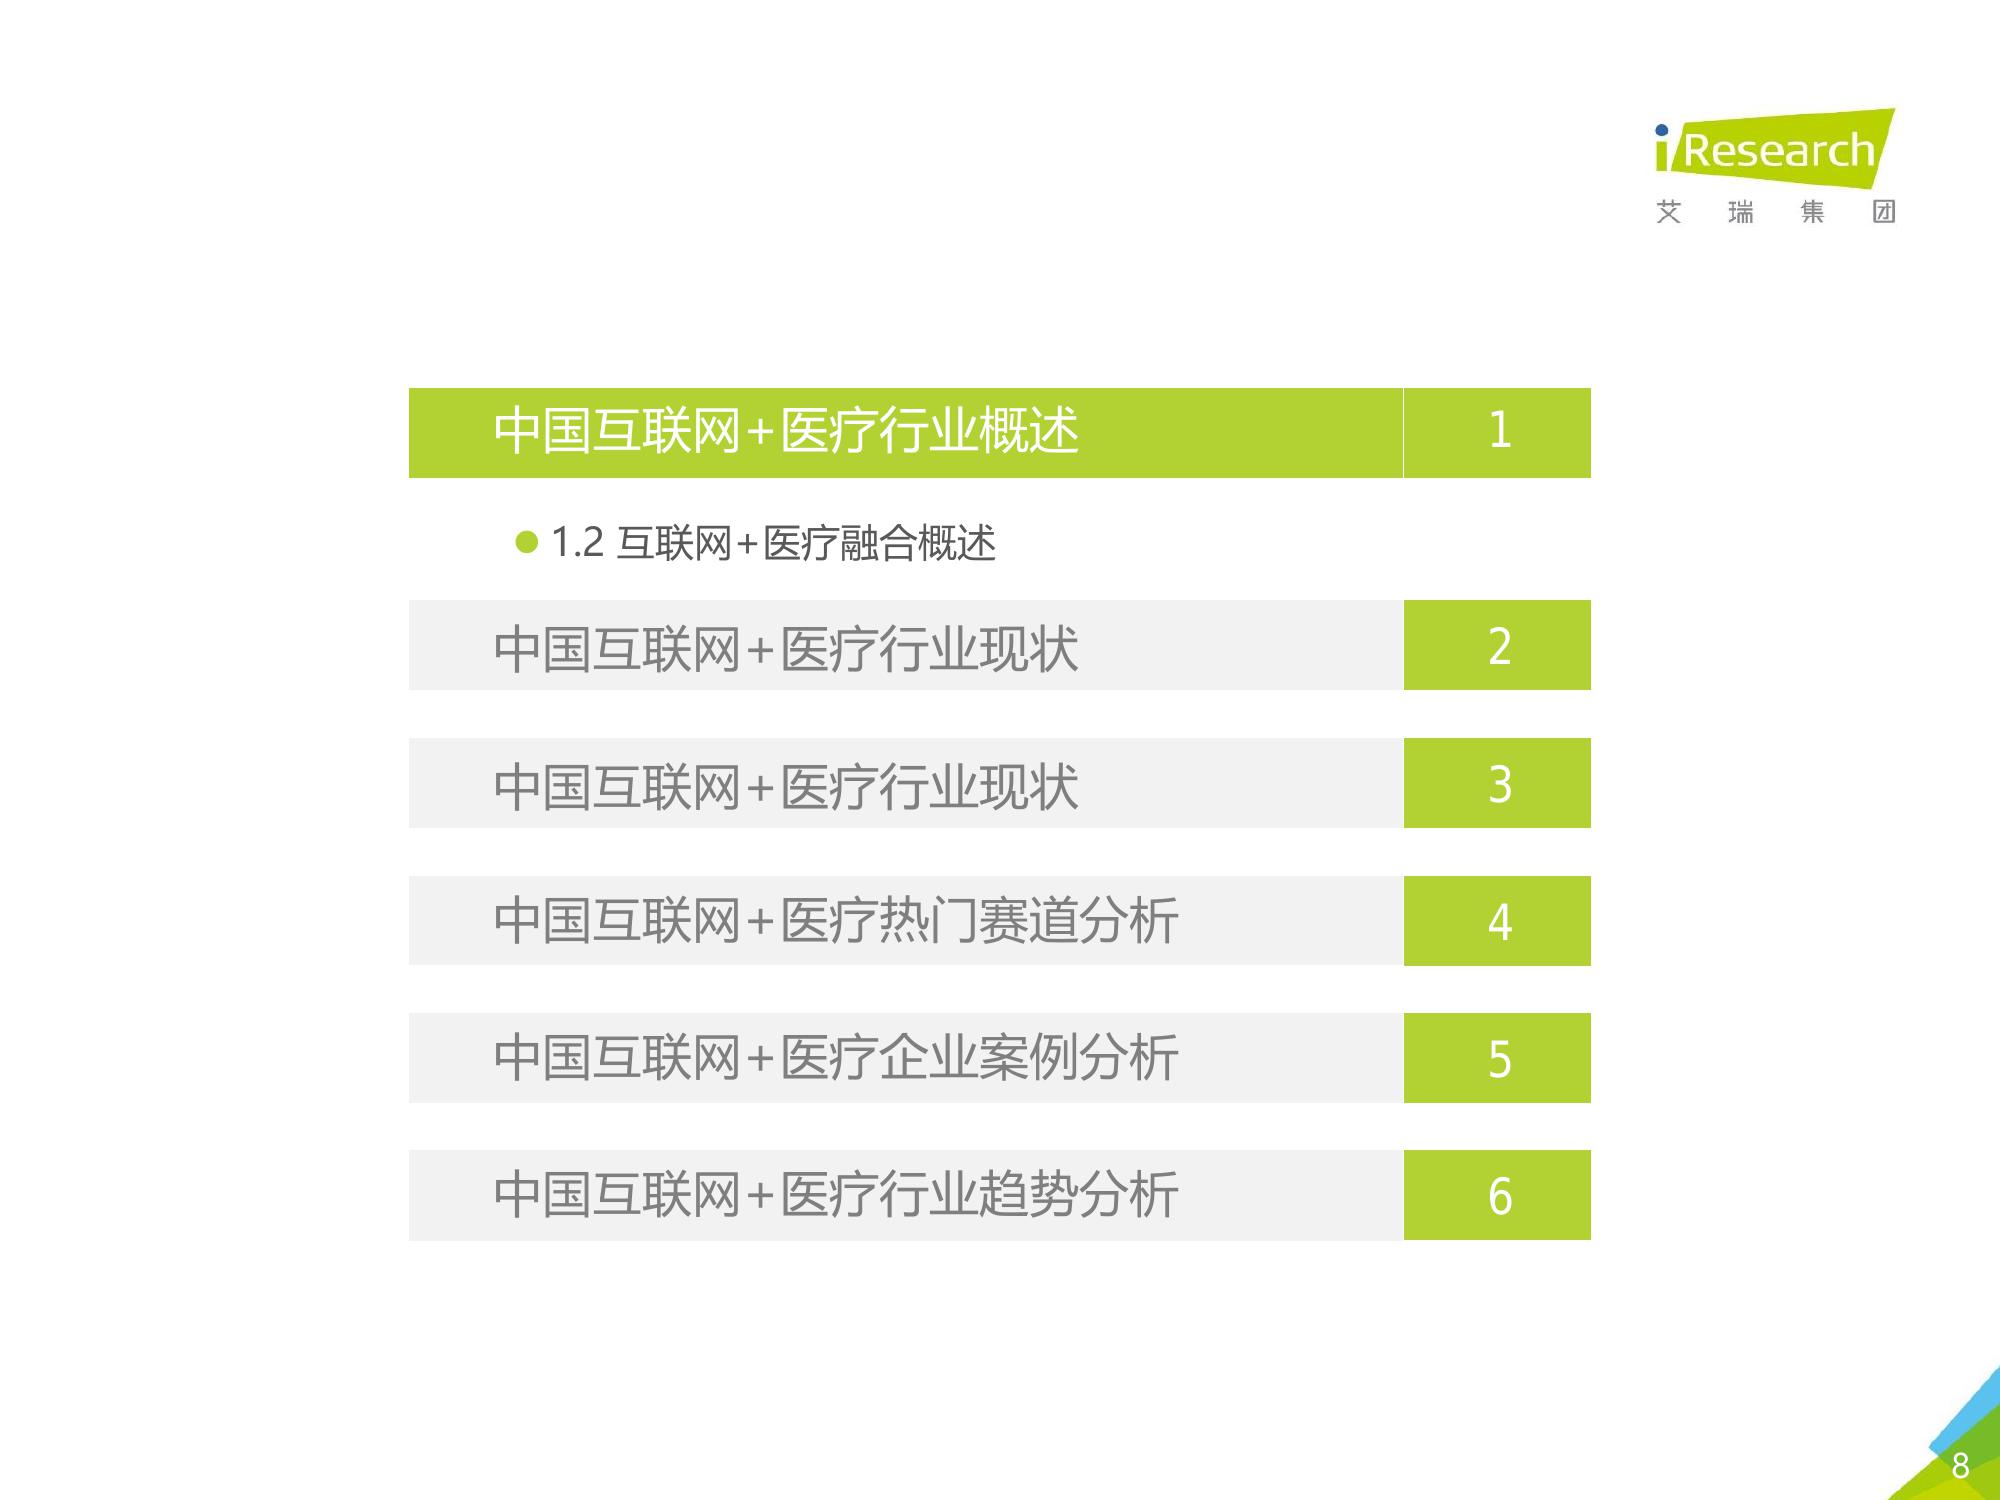 iResearch
艾瑞集团
中国互联网+医疗行业概述 1
1.2 互联网+医疗融合概述
中国互联网+医疗行业现状 2
中国互联网+医疗行业现状 3
中国互联网+医疗热门赛道分析 4
中国互联网+医疗企业案例分析 5
中国互联网+医疗行业趋势分析 6
8